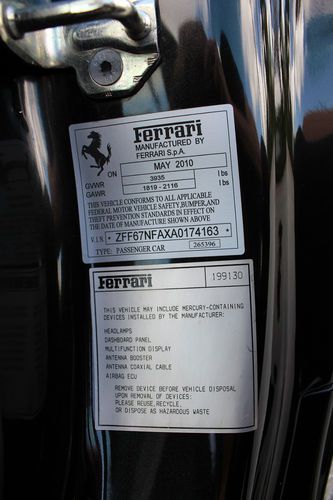 Ferrari
MANUFACTURED BY
FERRARI S.p.A.
ON MAY 2010
GVWR 3935 lbs
GAWR 1819 - 2116 lbs
THIS VEHICLE CONFORMS TO ALL APPLICABLE
FEDERAL MOTOR VEHICLE SAFETY, BUMPER, AND
THEFT PREVENTION STANDARDS IN EFFECT ON
THE DATE OF MANUFACTURE SHOWN ABOVE
V.I.N * ZFF67NFAXA0174163 *
TYPE: PASSENGER CAR 265396
Ferrari 199130
THIS VEHICLE MAY INCLUDE MERCURY-CONTAINING
DEVICES INSTALLED BY THE MANUFACTURER:
HEADLAMPS
DASHBOARD PANEL
MULTIFUNCTION DISPLAY
ANTENNA BOOSTER
ANTENNA COAXIAL CABLE
AIRBAG ECU
REMOVE DEVICE BEFORE VEHICLE DISPOSAL
UPON REMOVAL OF DEVICES:
PLEASE REUSE, RECYCLE,
OR DISPOSE AS HAZARDOUS WASTE